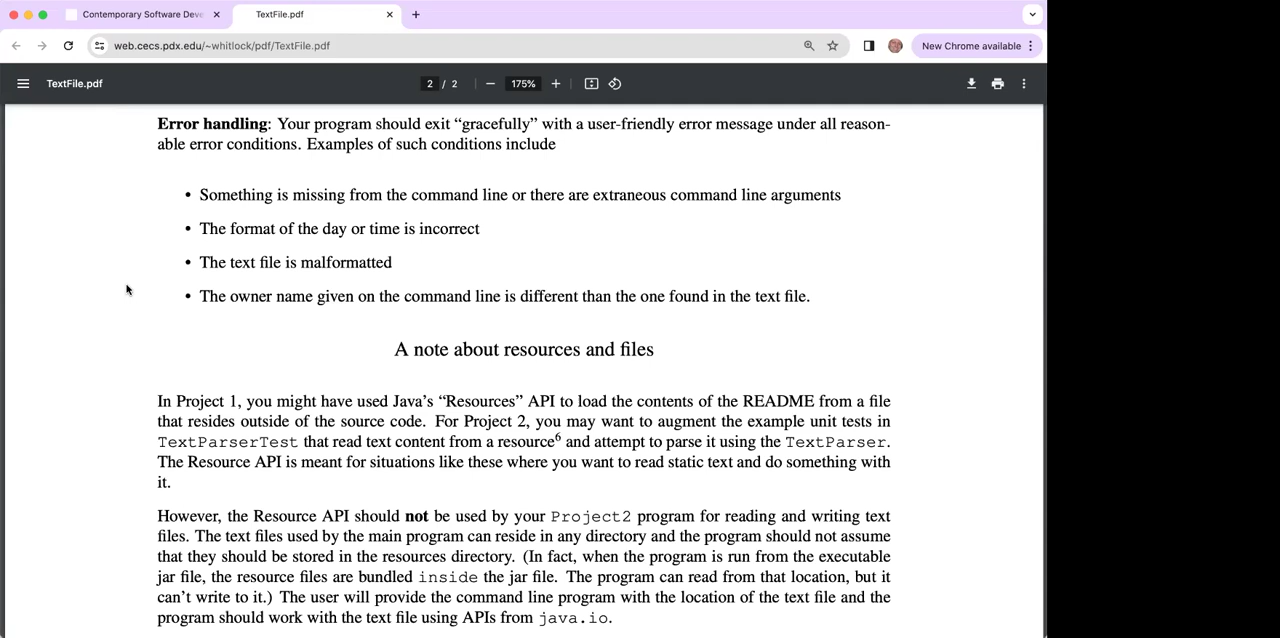 Contemporary Software Deve
TextFile.pdf
web.cecs.pdx.edu/~whitlock/pdf/TextFile.pdf
New Chrome available
TextFile.pdf
2 / 2
175%
Error handling: Your program should exit “gracefully” with a user-friendly error message under all reason-
able error conditions. Examples of such conditions include
• Something is missing from the command line or there are extraneous command line arguments
• The format of the day or time is incorrect
• The text file is malformatted
• The owner name given on the command line is different than the one found in the text file.
A note about resources and files
In Project 1, you might have used Java’s “Resources” API to load the contents of the README from a file
that resides outside of the source code. For Project 2, you may want to augment the example unit tests in
TextParserTest that read text content from a resource⁶ and attempt to parse it using the TextParser.
The Resource API is meant for situations like these where you want to read static text and do something with
it.
However, the Resource API should not be used by your Project2 program for reading and writing text
files. The text files used by the main program can reside in any directory and the program should not assume
that they should be stored in the resources directory. (In fact, when the program is run from the executable
jar file, the resource files are bundled inside the jar file. The program can read from that location, but it
can’t write to it.) The user will provide the command line program with the location of the text file and the
program should work with the text file using APIs from java.io.